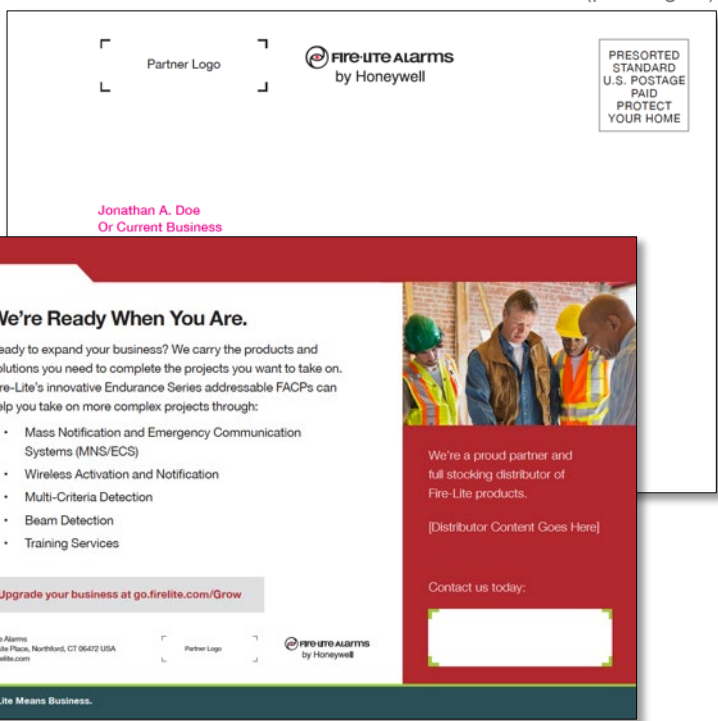 Partner Logo
FIRE-LITE ALARMS
by Honeywell
PRESORTED
STANDARD
U.S. POSTAGE
PAID
PROTECT
YOUR HOME
Jonathan A. Doe
Or Current Business
We're Ready When You Are.
eady to expand your business? We carry the products and
olutions you need to complete the projects you want to take on.
re-Lite's innovative Endurance Series addressable FACPs can
elp you take on more complex projects through:
• Mass Notification and Emergency Communication
Systems (MNS/ECS)
• Wireless Activation and Notification
• Multi-Criteria Detection
• Beam Detection
• Training Services
Upgrade your business at go.firelite.com/Grow
e Alarms
ite Place, Northford, CT 06472 USA
elite.com
Partner Logo
FIRE-LITE ALARMS
by Honeywell
We're a proud partner and
full stocking distributor of
Fire-Lite products.
[Distributor Content Goes Here]
Contact us today:
Lite Means Business.